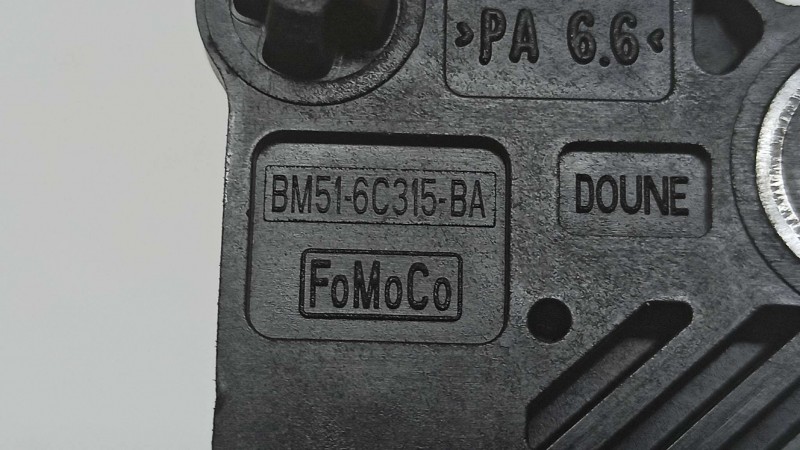 >PA 6.6<
BM51-6C315-BA
DOUNE
FoMoCo